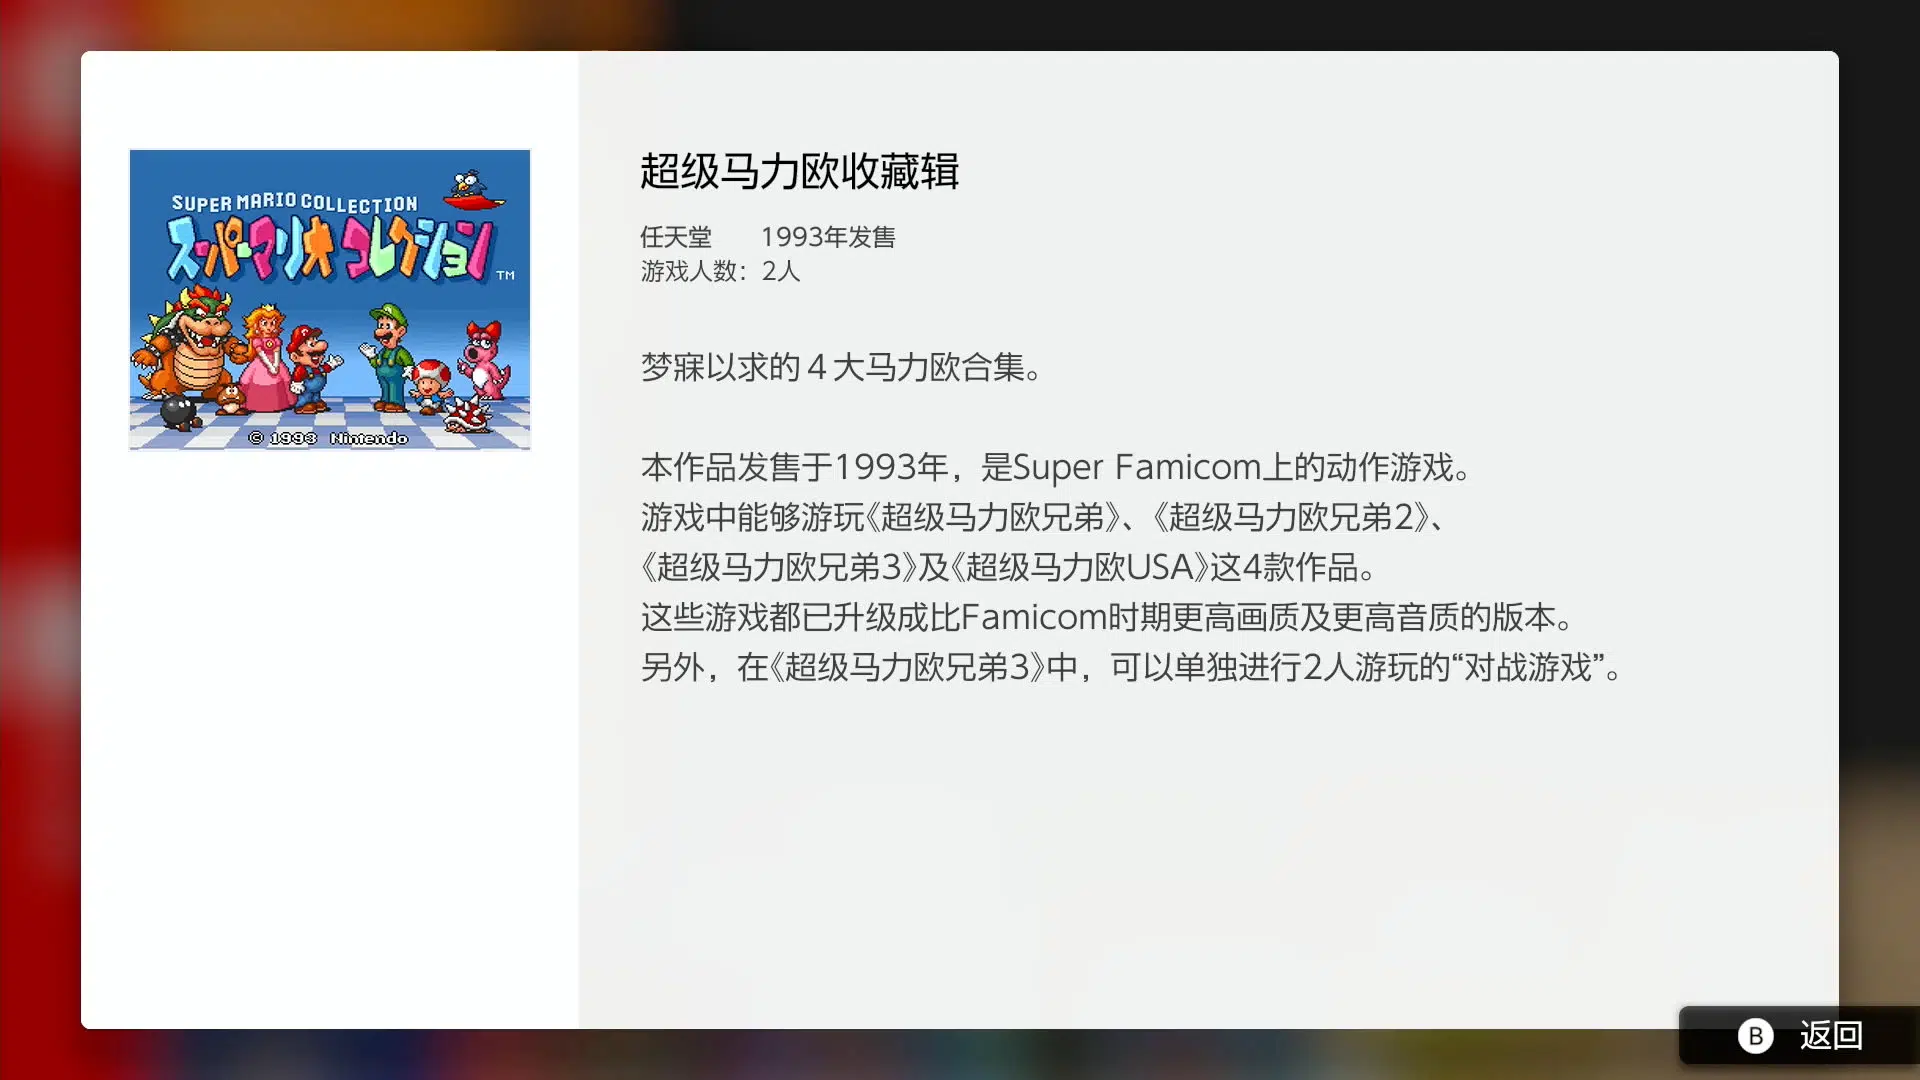 SUPER MARIO COLLECTION
スーパーマリオコレクション
TM
© 1993 Nintendo
超级马力欧收藏辑
任天堂 1993年发售
游戏人数：2人
梦寐以求的４大马力欧合集。
本作品发售于1993年，是Super Famicom上的动作游戏。
游戏中能够游玩《超级马力欧兄弟》、《超级马力欧兄弟2》、
《超级马力欧兄弟3》及《超级马力欧USA》这4款作品。
这些游戏都已升级成比Famicom时期更高画质及更高音质的版本。
另外，在《超级马力欧兄弟3》中，可以单独进行2人游玩的“对战游戏”。
B 返回